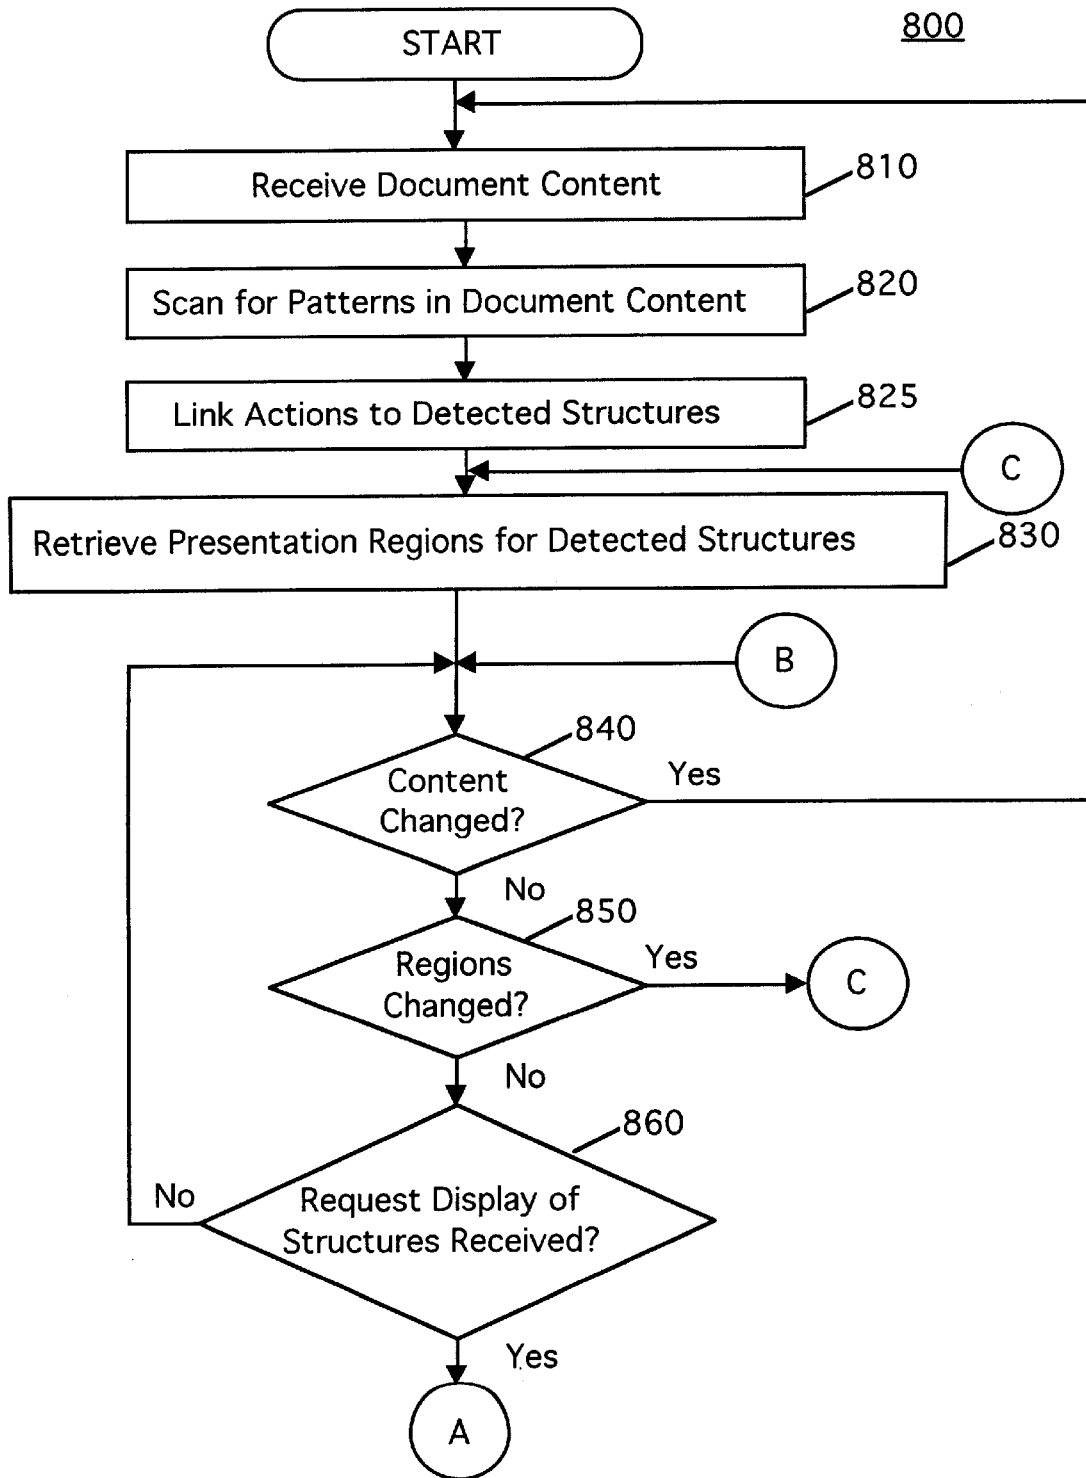 START
800
Receive Document Content
810
Scan for Patterns in Document Content
820
Link Actions to Detected Structures
825
C
Retrieve Presentation Regions for Detected Structures
830
B
840
Content
Changed?
Yes
No
850
Regions
Changed?
Yes
C
No
860
Request Display of
Structures Received?
No
Yes
A